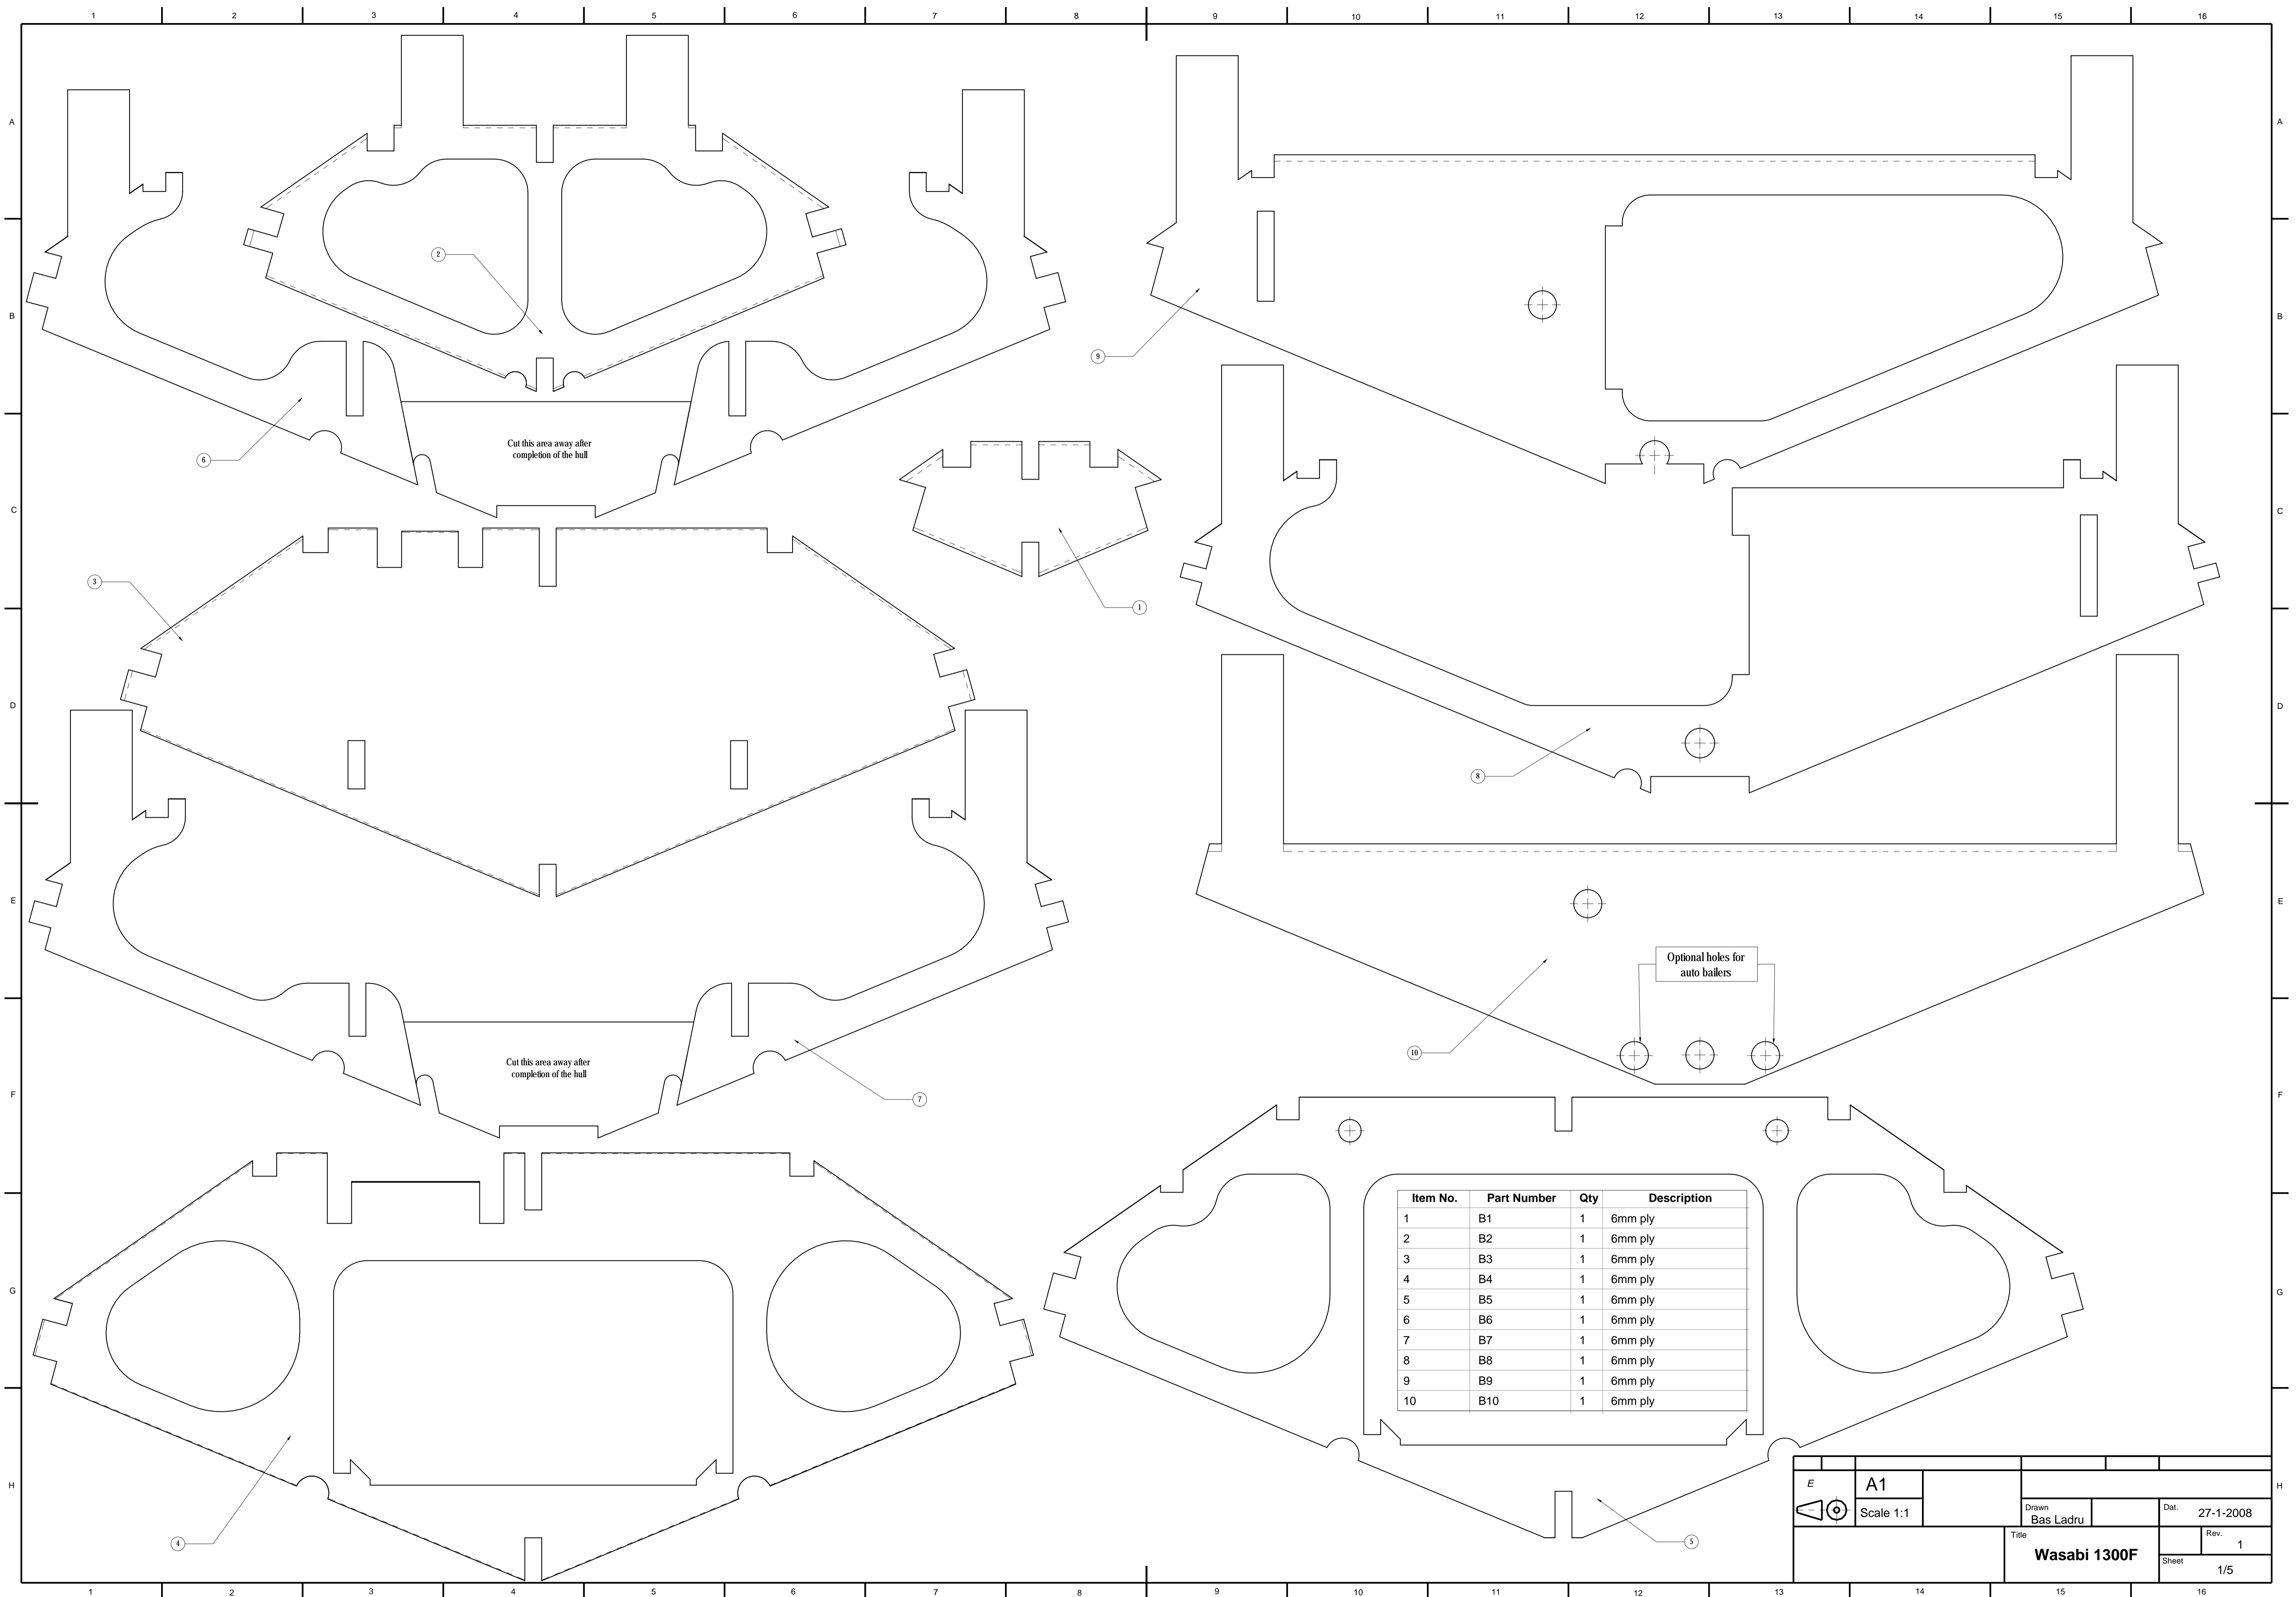 1 2 3 4 5 6 7 8 9 10 11 12 13 14 15 16
A A
2
B B
9
Cut this area away after
completion of the hull
6
C C
3
1
D D
8
E E
Optional holes for
auto bailers
10
Cut this area away after
completion of the hull
7
F F
Item No. Part Number Qty Description
1 B1 1 6mm ply
2 B2 1 6mm ply
3 B3 1 6mm ply
4 B4 1 6mm ply
5 B5 1 6mm ply
6 B6 1 6mm ply
7 B7 1 6mm ply
8 B8 1 6mm ply
9 B9 1 6mm ply
10 B10 1 6mm ply
G G
H H
4
5
E A1
Scale 1:1
Drawn
Bas Ladru
Dat.
27-1-2008
Title
Wasabi 1300F
Rev.
1
Sheet
1/5
1 2 3 4 5 6 7 8 9 10 11 12 13 14 15 16